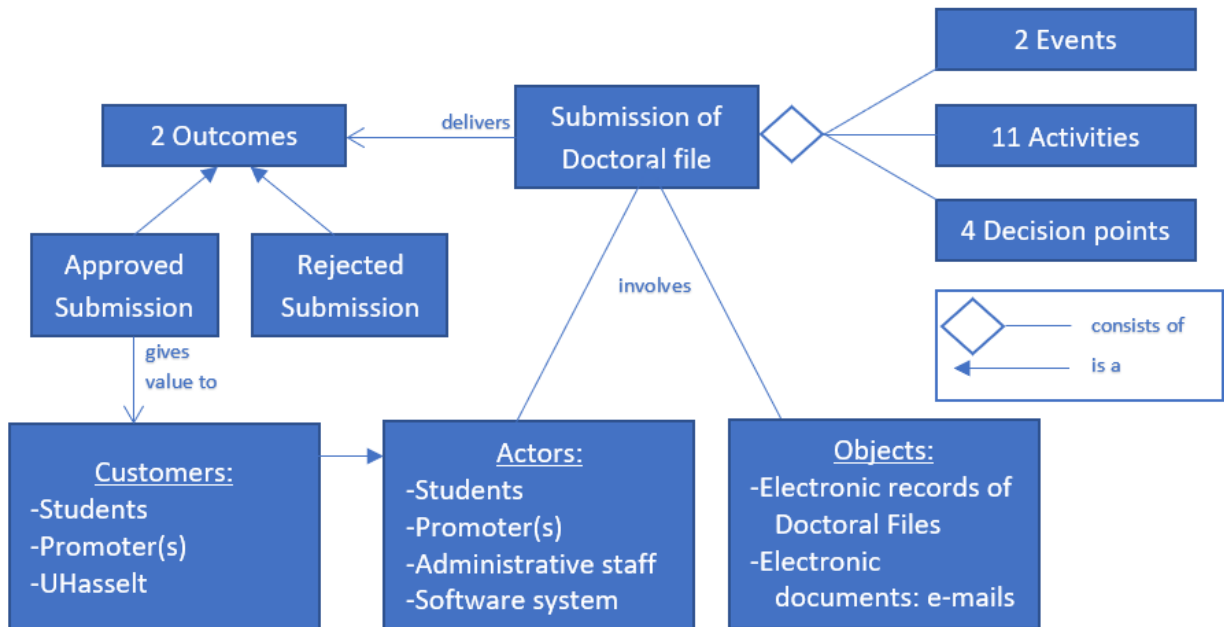 2 Events
delivers
Submission of
Doctoral file
2 Outcomes
11 Activities
4 Decision points
Approved
Submission
Rejected
Submission
involves
consists of
is a
gives
value to
Customers:
-Students
-Promoter(s)
-UHasselt
Actors:
-Students
-Promoter(s)
-Administrative staff
-Software system
Objects:
-Electronic records of
Doctoral Files
-Electronic
documents: e-mails